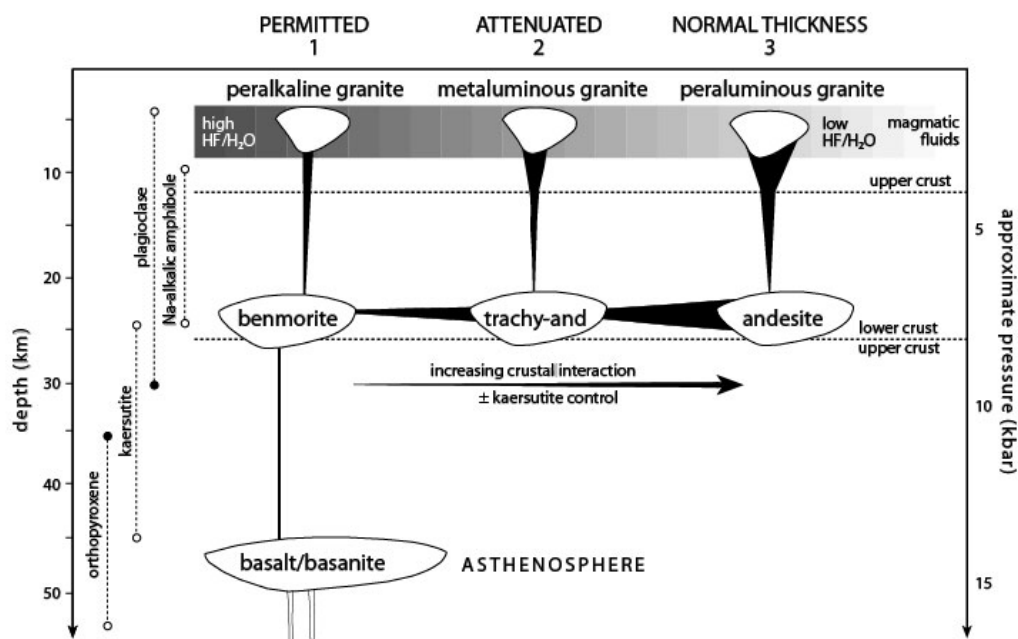 PERMITTED
1
ATTENUATED
2
NORMAL THICKNESS
3
peralkaline granite
metaluminous granite
peraluminous granite
high
HF/H₂O
low
HF/H₂O
magmatic
fluids
10
20
30
40
50
depth (km)
upper crust
plagioclase
Na-alkalic amphibole
kaersutite
orthopyroxene
5
10
15
approximate pressure (kbar)
benmorite
trachy-and
andesite
lower crust
upper crust
increasing crustal interaction
± kaersutite control
basalt/basanite
ASTHENOSPHERE